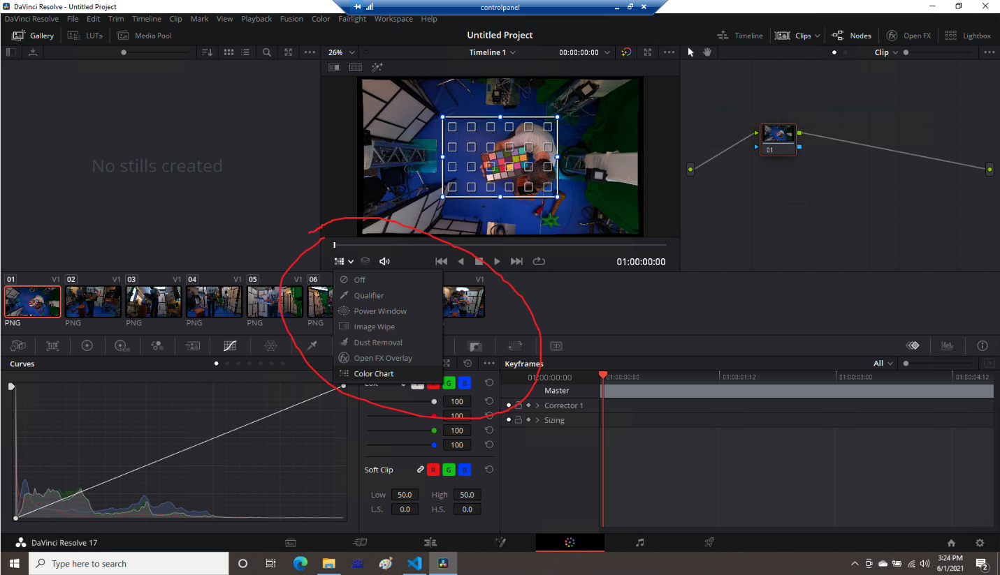 DaVinci Resolve - Untitled Project
controlpanel
DaVinci Resolve File Edit Trim Timeline Clip Mark View Playback Fusion Color Fairlight Workspace Help
Gallery LUTs Media Pool Untitled Project Timeline Clips Nodes Open FX Lightbox
26% Timeline 1 00:00:00:00 Clip
No stills created
01
01:00:00:00
Off
Qualifier
Power Window
Image Wipe
Dust Removal
Open FX Overlay
Color Chart
01 V1 02 V1 03 V1 04 V1 05 V1 06 V1
PNG PNG PNG PNG PNG PNG
HDR 3D
Curves
Edit R G B
100
100
100
100
Soft Clip R G B
Low 50.0 High 50.0
L.S. 0.0 H.S. 0.0
Keyframes All
01:00:00:00 01:00:00:00 01:00:01:12 01:00:03:00 01:00:04:12
Master
Corrector 1
Sizing
DaVinci Resolve 17
Type here to search
3:24 PM
6/1/2021
2